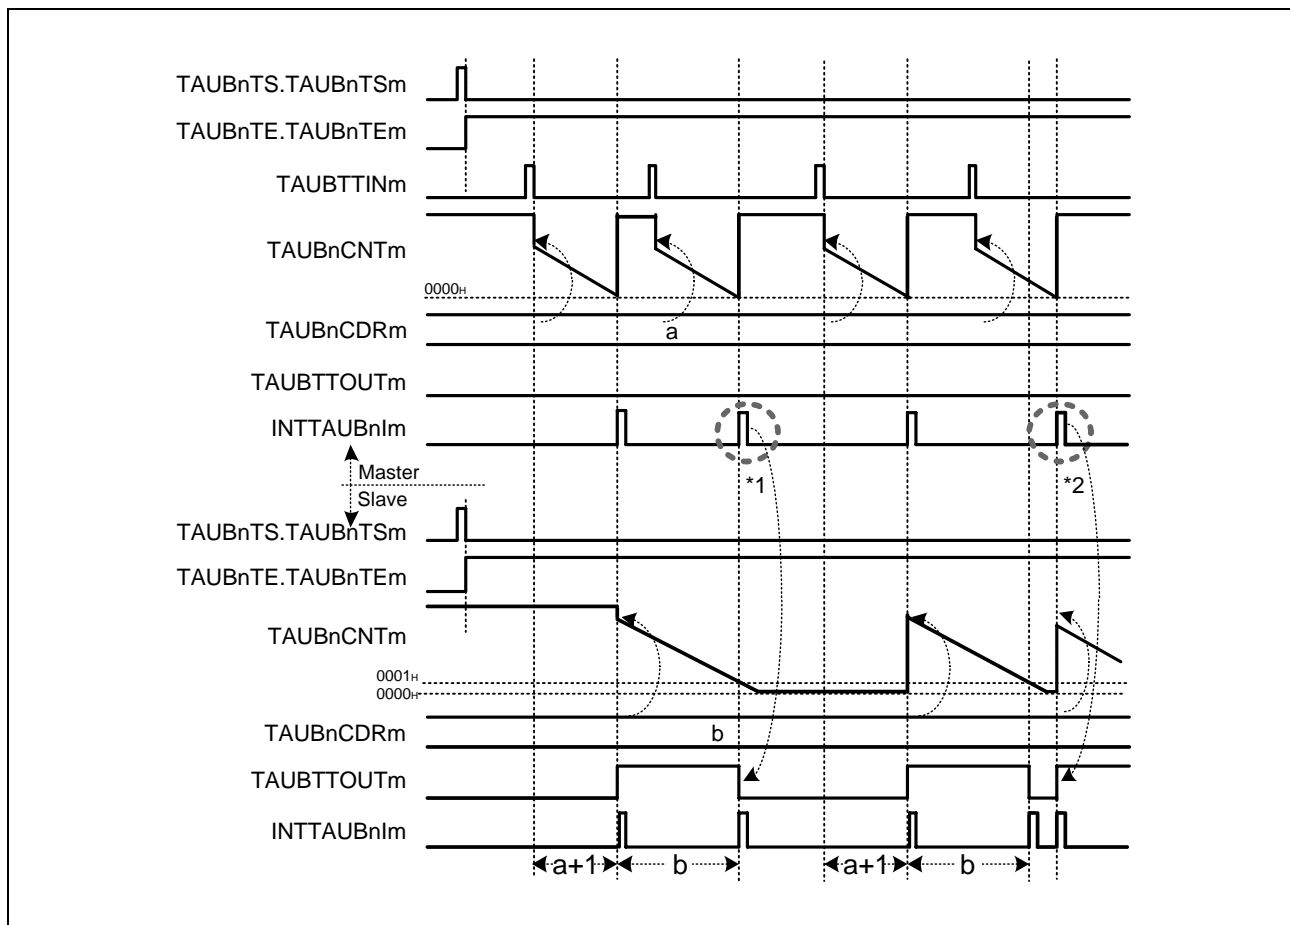 TAUBnTS.TAUBnTSm
TAUBnTE.TAUBnTEm
TAUBTTINm
TAUBnCNTm
0000H
TAUBnCDRm
a
TAUBTTOUTm
INTTAUBnIm
Master
*1
*2
Slave
TAUBnTS.TAUBnTSm
TAUBnTE.TAUBnTEm
TAUBnCNTm
0001H
0000H
TAUBnCDRm
b
TAUBTTOUTm
INTTAUBnIm
a+1
b
a+1
b